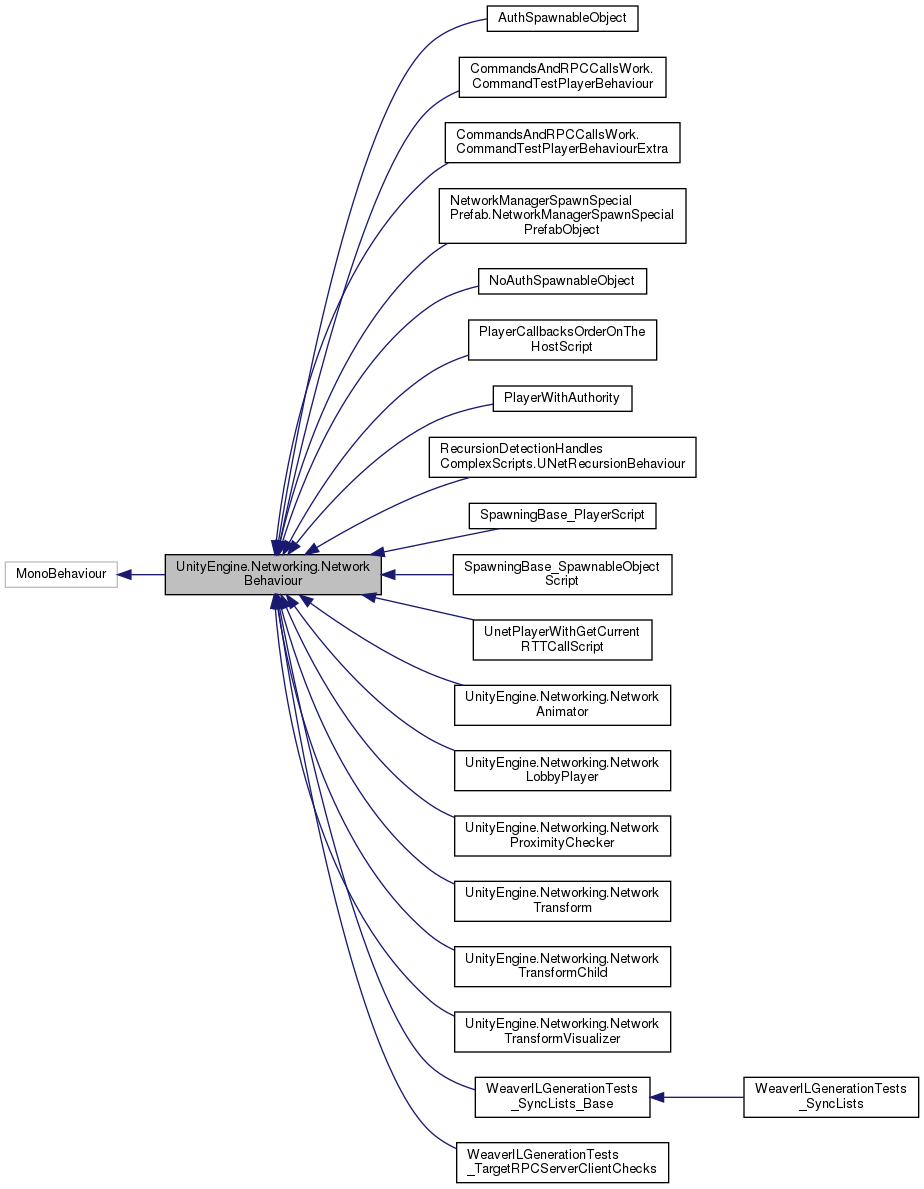 AuthSpawnableObject
CommandsAndRPCCallsWork.
CommandTestPlayerBehaviour
CommandsAndRPCCallsWork.
CommandTestPlayerBehaviourExtra
NetworkManagerSpawnSpecial
Prefab.NetworkManagerSpawnSpecial
PrefabObject
NoAuthSpawnableObject
PlayerCallbacksOrderOnThe
HostScript
PlayerWithAuthority
RecursionDetectionHandles
ComplexScripts.UNetRecursionBehaviour
SpawningBase_PlayerScript
MonoBehaviour
UnityEngine.Networking.Network
Behaviour
SpawningBase_SpawnableObject
Script
UnetPlayerWithGetCurrent
RTTCallScript
UnityEngine.Networking.Network
Animator
UnityEngine.Networking.Network
LobbyPlayer
UnityEngine.Networking.Network
ProximityChecker
UnityEngine.Networking.Network
Transform
UnityEngine.Networking.Network
TransformChild
UnityEngine.Networking.Network
TransformVisualizer
WeaverILGenerationTests
_SyncLists_Base
WeaverILGenerationTests
_SyncLists
WeaverILGenerationTests
_TargetRPCServerClientChecks